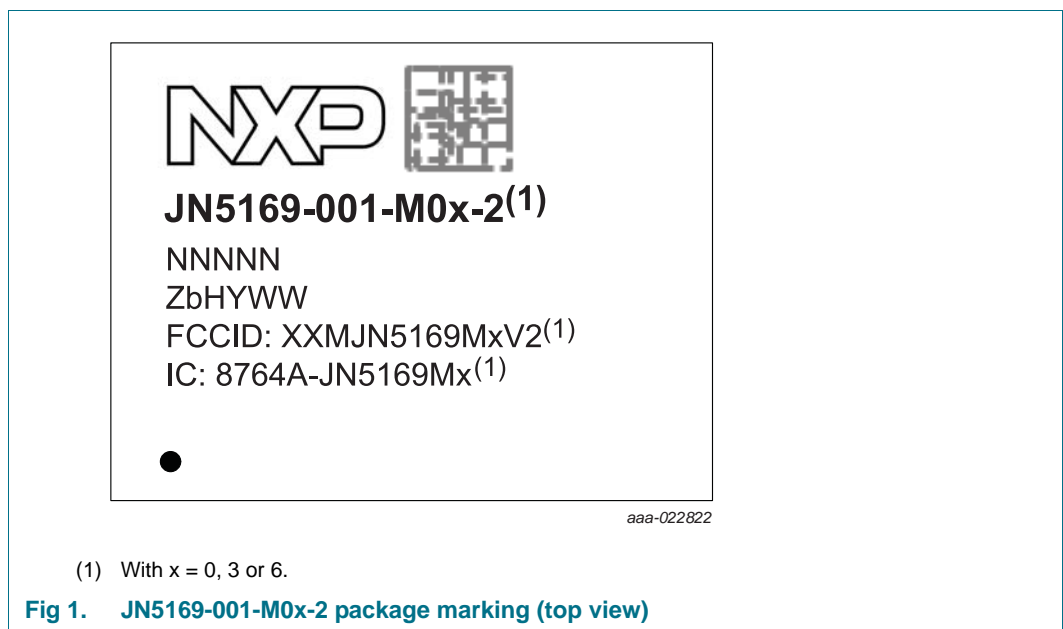 NXP
JN5169-001-M0x-2(1)
NNNNN
ZbHYWW
FCCID: XXMJN5169MxV2(1)
IC: 8764A-JN5169Mx(1)
aaa-022822
(1) With x = 0, 3 or 6.
Fig 1. JN5169-001-M0x-2 package marking (top view)